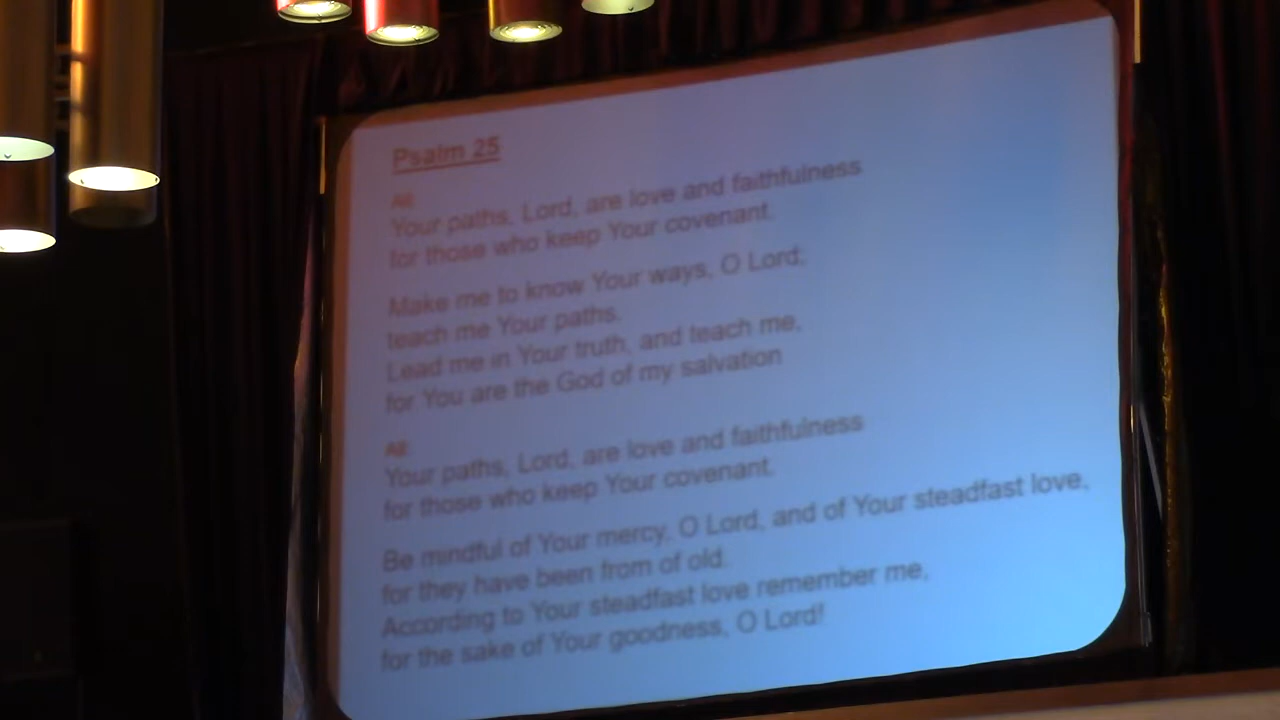 Psalm 25
All:
Your paths, Lord, are love and faithfulness
for those who keep Your covenant.
Make me to know Your ways, O Lord;
teach me Your paths.
Lead me in Your truth, and teach me,
for You are the God of my salvation
All:
Your paths, Lord, are love and faithfulness
for those who keep Your covenant.
Be mindful of Your mercy, O Lord, and of Your steadfast love,
for they have been from of old.
According to Your steadfast love remember me,
for the sake of Your goodness, O Lord!